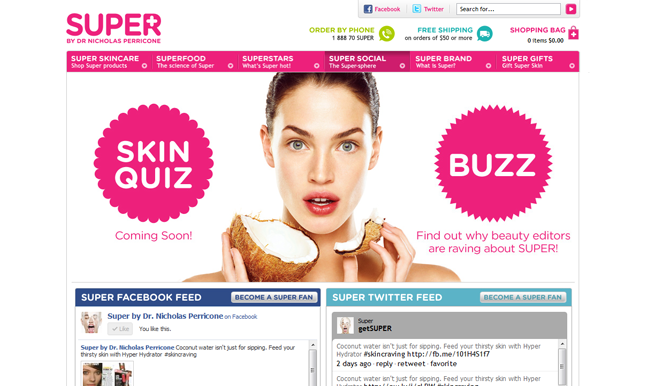 Facebook
Twitter
Search for...
SUPER
BY DR NICHOLAS PERRICONE
ORDER BY PHONE
1 888 70 SUPER
FREE SHIPPING
on orders of $50 or more
SHOPPING BAG
0 items $0.00
SUPER SKINCARE
Shop Super products
SUPERFOOD
The science of Super
SUPERSTARS
What's Super hot!
SUPER SOCIAL
The Super-sphere
SUPER BRAND
What is Super?
SUPER GIFTS
Gift Super Skin
SKIN
QUIZ
Coming Soon!
BUZZ
Find out why beauty editors
are raving about SUPER!
SUPER FACEBOOK FEED
BECOME A SUPER FAN
Super by Dr. Nicholas Perricone on Facebook
Like You like this.
Super by Dr. Nicholas Perricone Coconut water isn't just for sipping. Feed your
thirsty skin with Hyper Hydrator #skincraving
SUPER TWITTER FEED
BECOME A SUPER FAN
Super
getSUPER
Coconut water isn't just for sipping. Feed your thirsty skin with Hyper
Hydrator #skincraving http://fb.me/101H4S1f7
2 days ago · reply · retweet · favorite
Coconut water isn't just for sipping. Feed your thirsty skin with Hyper